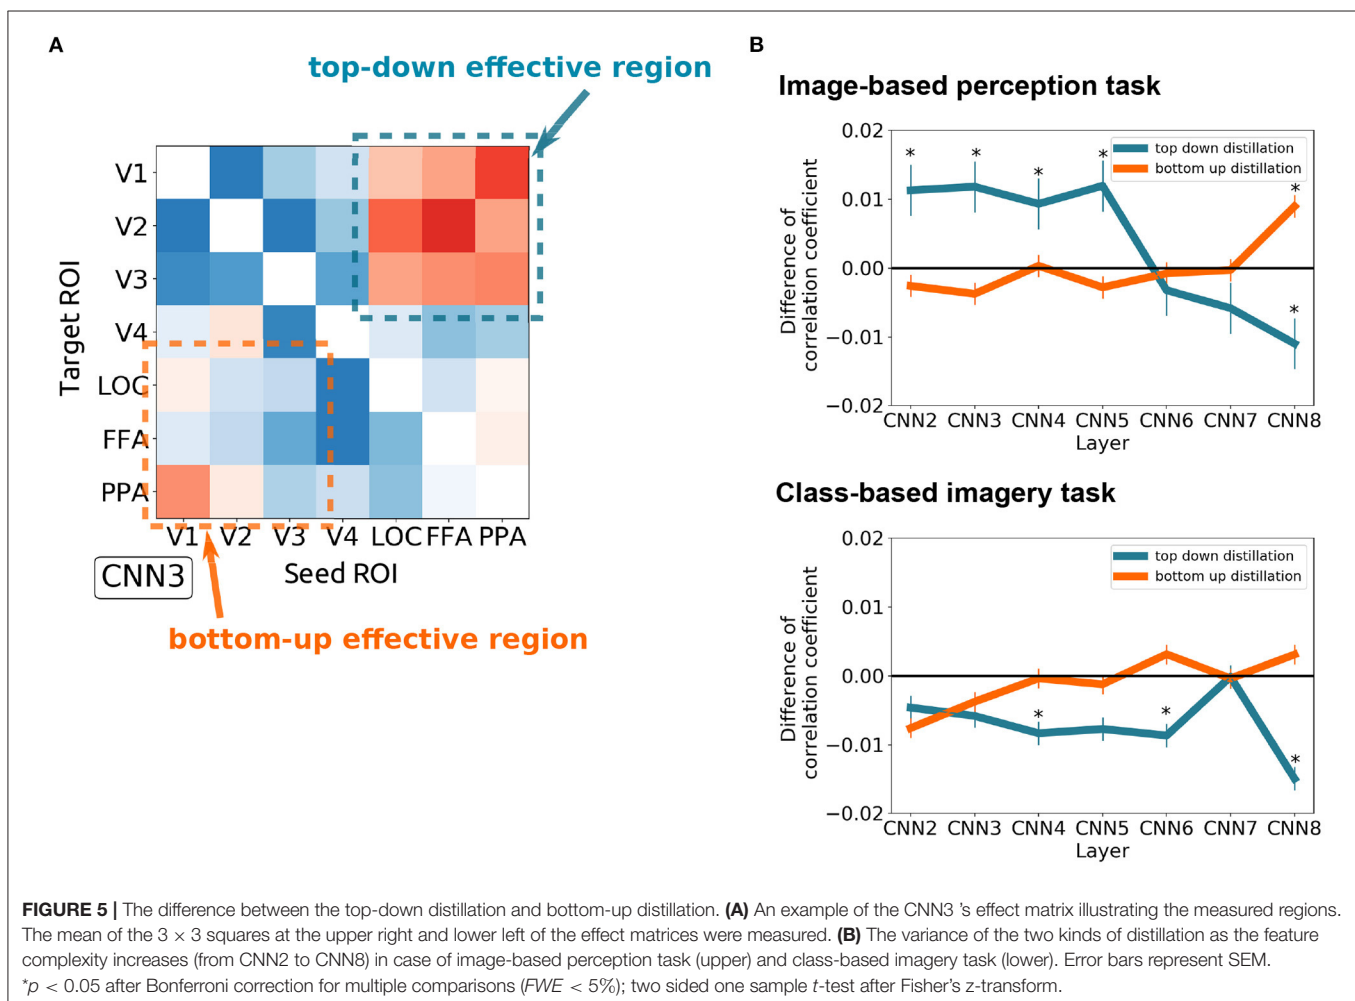 A
top-down effective region
V1
V2
V3
V4
LOC
FFA
PPA
Target ROI
V1 V2 V3 V4 LOC FFA PPA
CNN3
Seed ROI
bottom-up effective region
B
Image-based perception task
0.02
0.01
0.00
−0.01
−0.02
Difference of
correlation coefficient
top down distillation
bottom up distillation
* * * * * *
CNN2 CNN3 CNN4 CNN5 CNN6 CNN7 CNN8
Layer
Class-based imagery task
0.02
0.01
0.00
−0.01
−0.02
Difference of
correlation coefficient
top down distillation
bottom up distillation
* * *
CNN2 CNN3 CNN4 CNN5 CNN6 CNN7 CNN8
Layer
FIGURE 5 | The difference between the top-down distillation and bottom-up distillation. (A) An example of the CNN3 's effect matrix illustrating the measured regions.
The mean of the 3 × 3 squares at the upper right and lower left of the effect matrices were measured. (B) The variance of the two kinds of distillation as the feature
complexity increases (from CNN2 to CNN8) in case of image-based perception task (upper) and class-based imagery task (lower). Error bars represent SEM.
*p < 0.05 after Bonferroni correction for multiple comparisons (FWE < 5%); two sided one sample t-test after Fisher's z-transform.